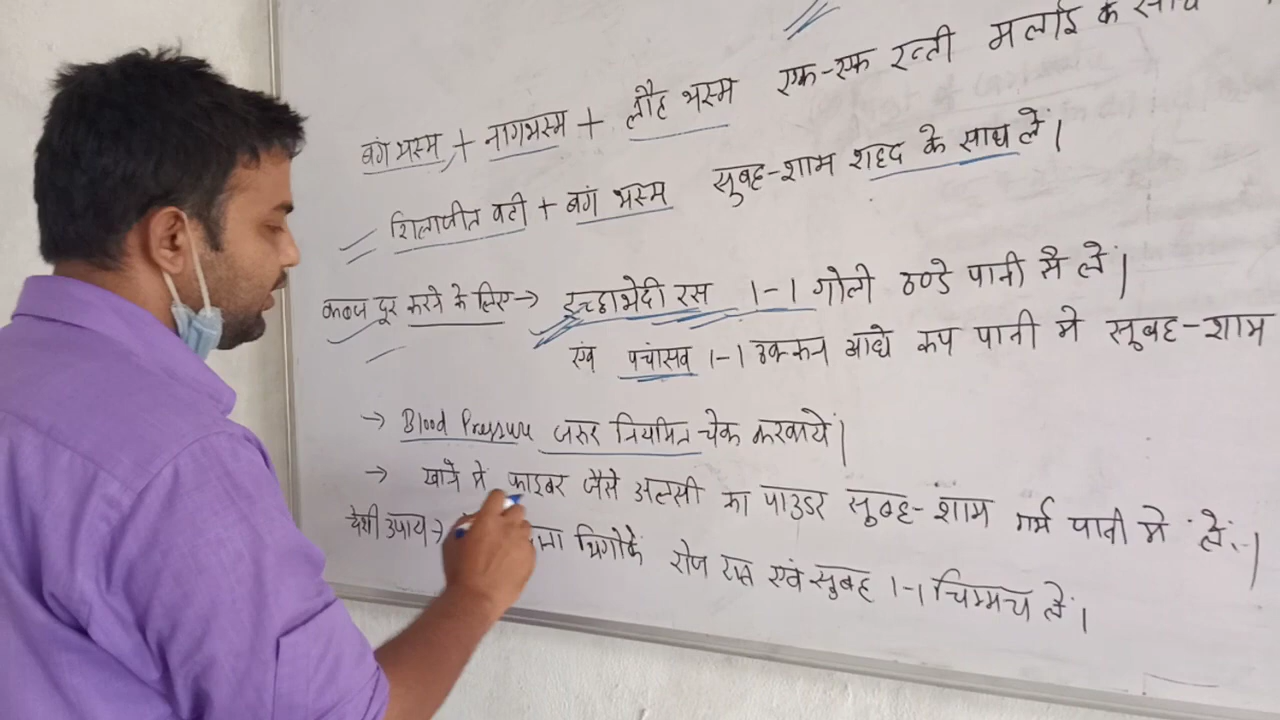 बंग भस्म + नागभस्म + लौह भस्म एक-एक रत्ती मलाई के साथ
शिलाजीत वटी + बंग भस्म सुबह-शाम शहद के साथ लें।
कब्ज दूर करने के लिए → इच्छाभेदी रस 1-1 गोली ठण्डे पानी मे लें।
एंव पचांसव 1-1 ढक्कन आधे कप पानी मे सुबह-शाम
→ Blood Pressure जरुर नियमित चेक करवाये।
→ खाने मे फाइबर जैसे अलसी का पाउडर सुबह-शाम गर्म पानी मे लें।
देशी उपाय → भिगोके रोज रात एवं सुबह 1-1 चिम्मच लें।